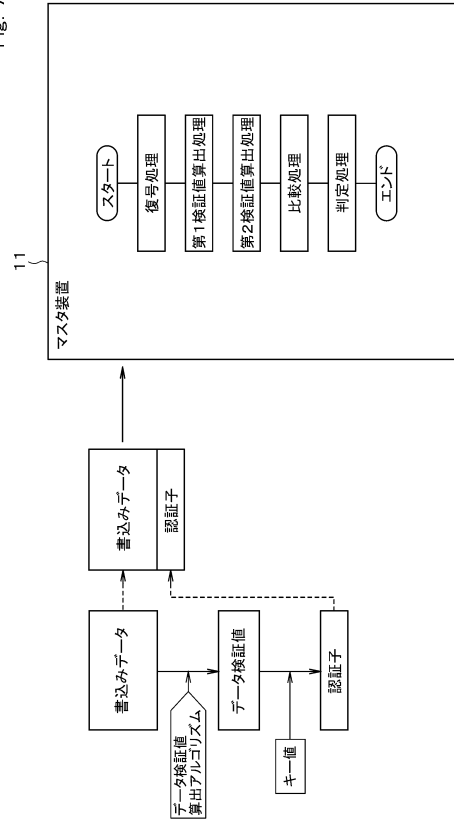 書込みデータ
データ検証値
算出アルゴリズム
データ検証値
キー値
認証子
書込みデータ
認証子
11
マスタ装置
スタート
復号処理
第1検証値算出処理
第2検証値算出処理
比較処理
判定処理
エンド